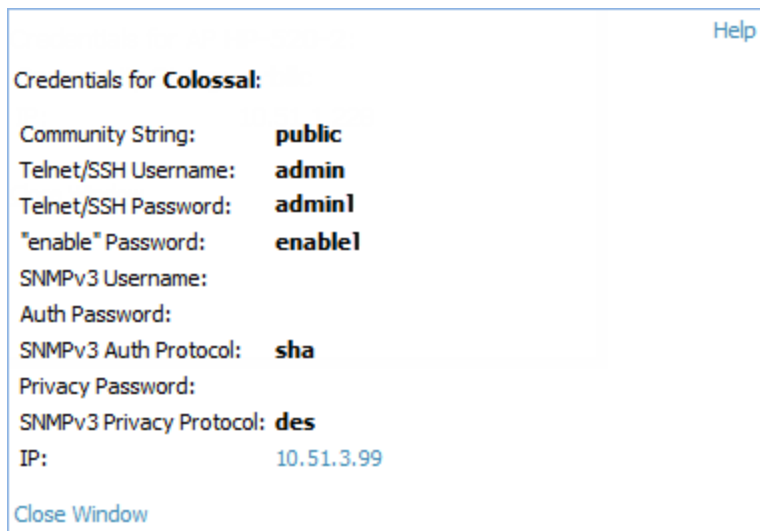 Help
Credentials for Colossal:
Community String: public
Telnet/SSH Username: admin
Telnet/SSH Password: admin1
"enable" Password: enable1
SNMPv3 Username:
Auth Password:
SNMPv3 Auth Protocol: sha
Privacy Password:
SNMPv3 Privacy Protocol: des
IP: 10.51.3.99
Close Window